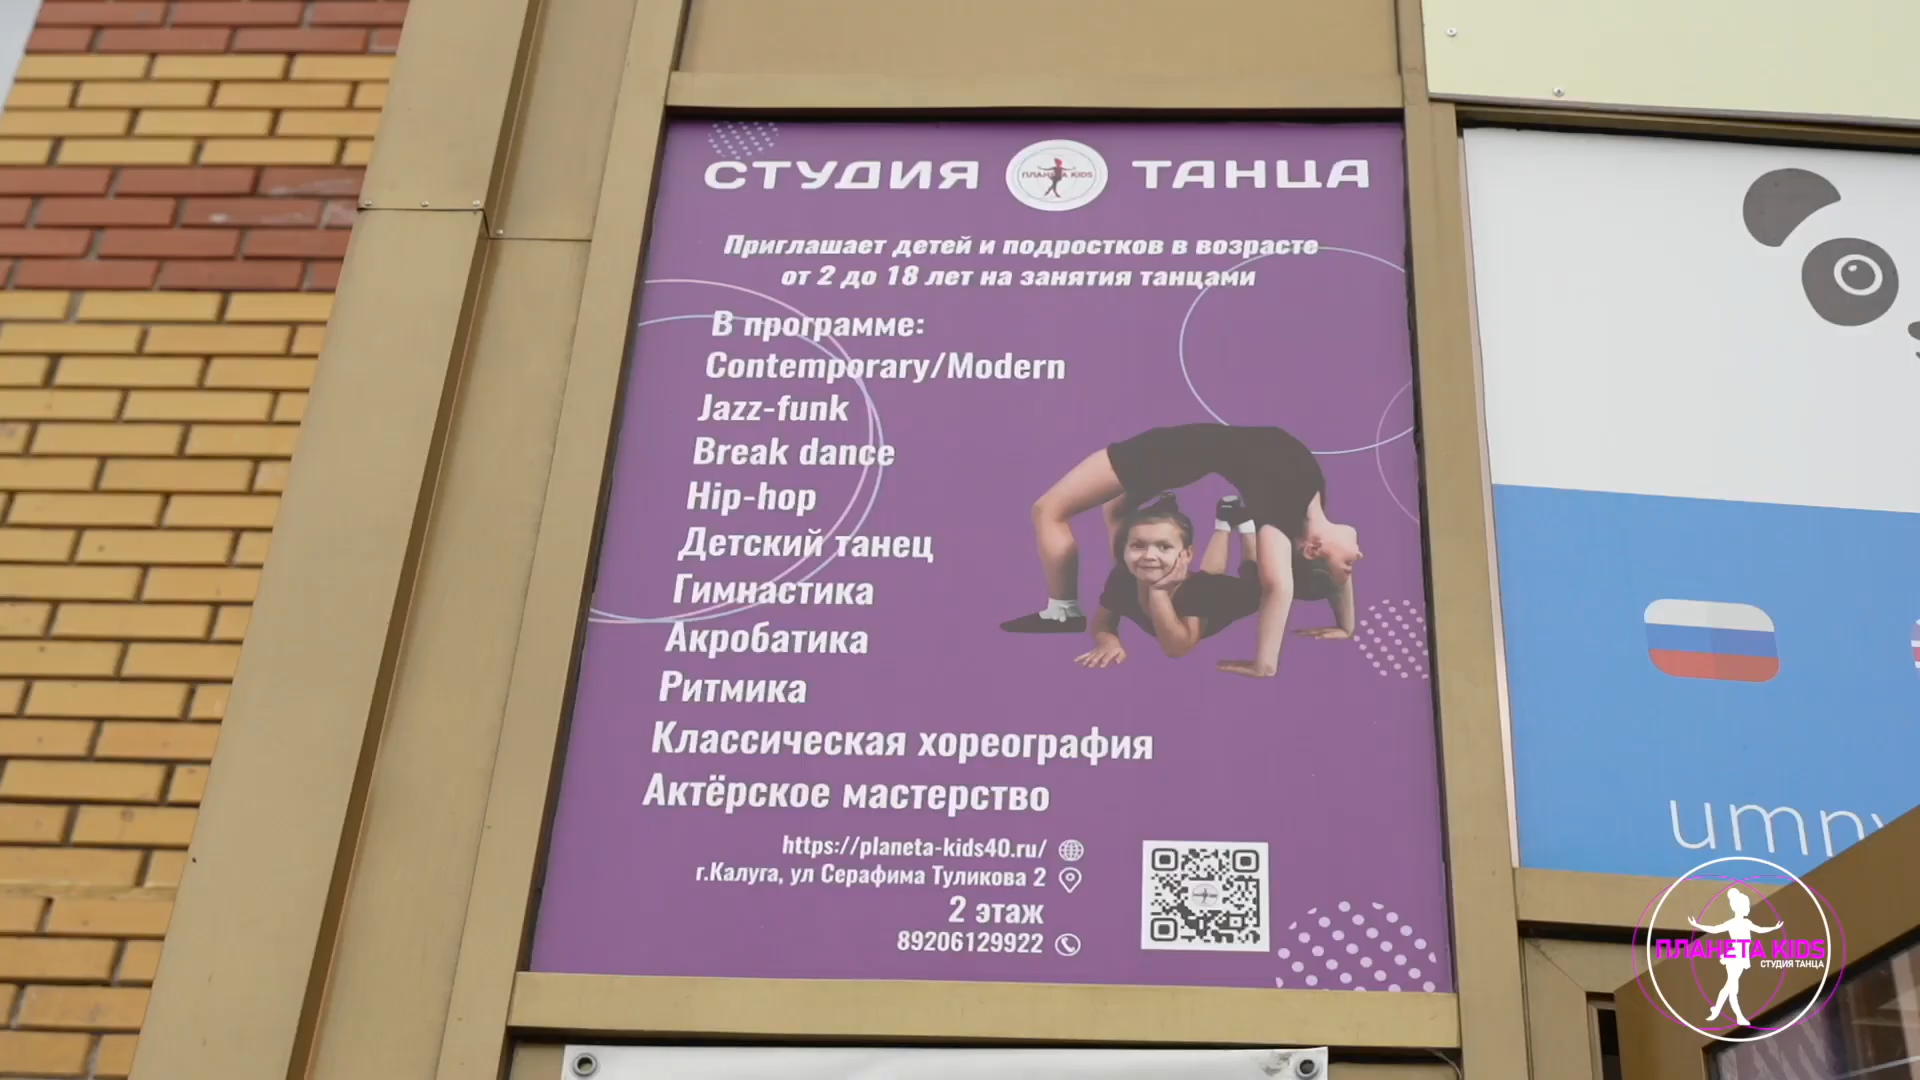 СТУДИЯ ПЛАНЕТА KIDS ТАНЦА
Приглашает детей и подростков в возрасте
от 2 до 18 лет на занятия танцами
В программе:
Contemporary/Modern
Jazz-funk
Break dance
Hip-hop
Детский танец
Гимнастика
Акробатика
Ритмика
Классическая хореография
Актёрское мастерство
https://planeta-kids40.ru/
г.Калуга, ул Серафима Туликова 2
2 этаж
89206129922
ПЛАНЕТА KIDS
СТУДИЯ ТАНЦА